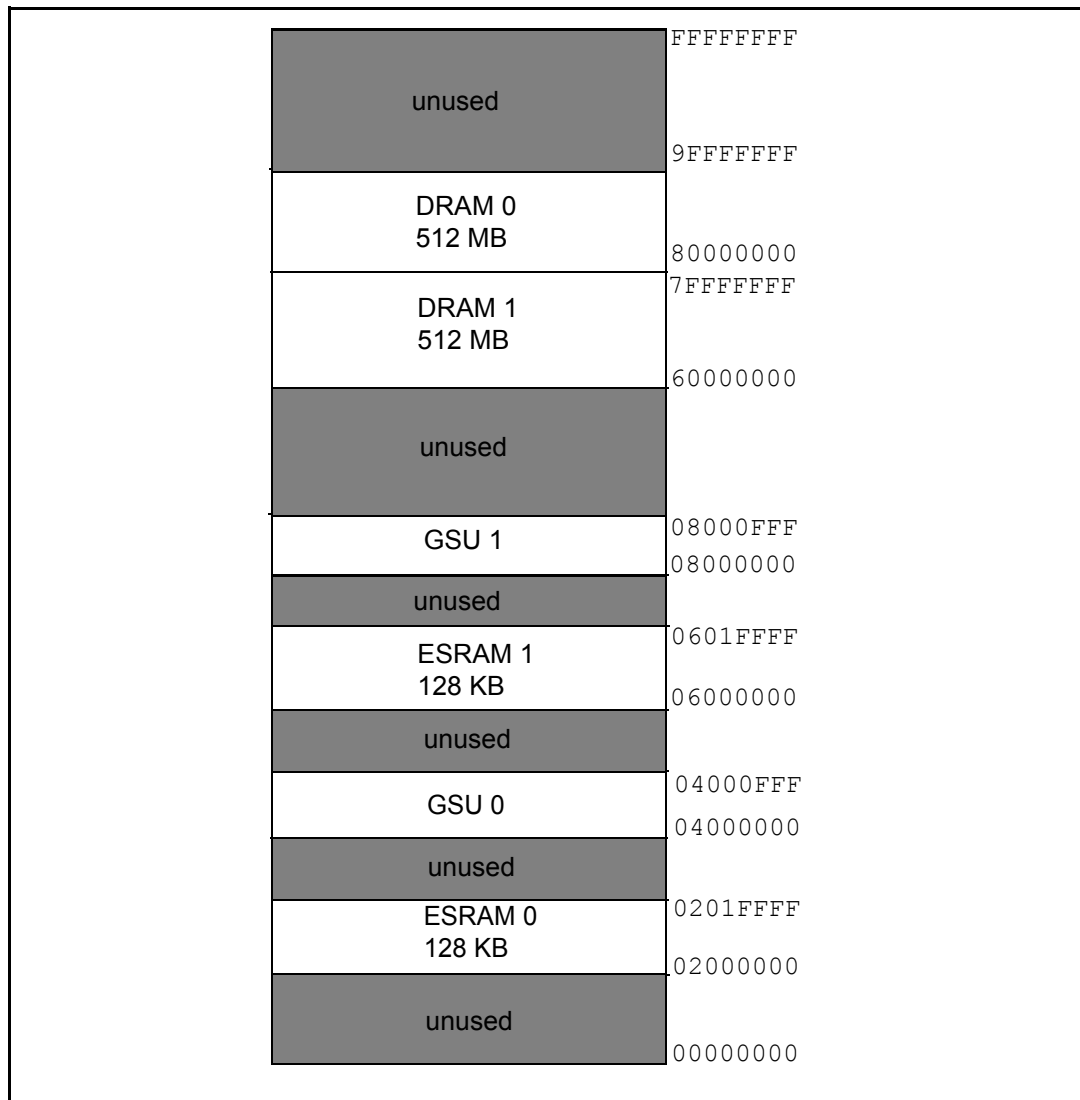 FFFFFFFF
unused
9FFFFFFF
DRAM 0
512 MB
80000000
7FFFFFFF
DRAM 1
512 MB
60000000
unused
08000FFF
GSU 1
08000000
unused
0601FFFF
ESRAM 1
128 KB
06000000
unused
04000FFF
GSU 0
04000000
unused
0201FFFF
ESRAM 0
128 KB
02000000
unused
00000000